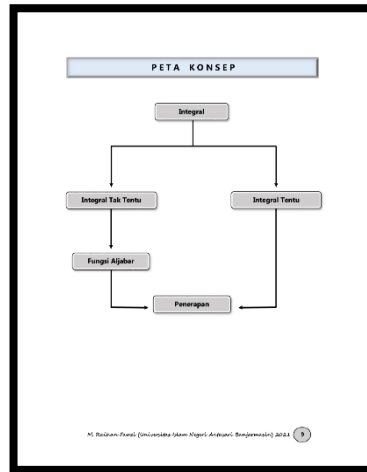 PETA KONSEP
Integral
Integral Tak Tentu
Integral Tentu
Fungsi Aljabar
Penerapan
M. Raihan Fauzi (Universitas Islam Negeri Antasari Banjarmasin) 2021 9